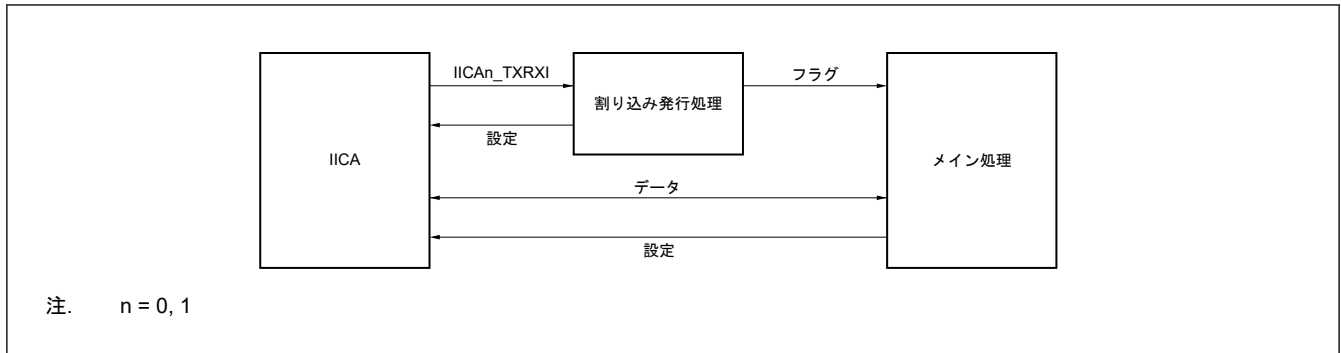 IICAn_TXRXI
フラグ
割り込み発行処理
設定
IICA
メイン処理
データ
設定
注. n = 0, 1